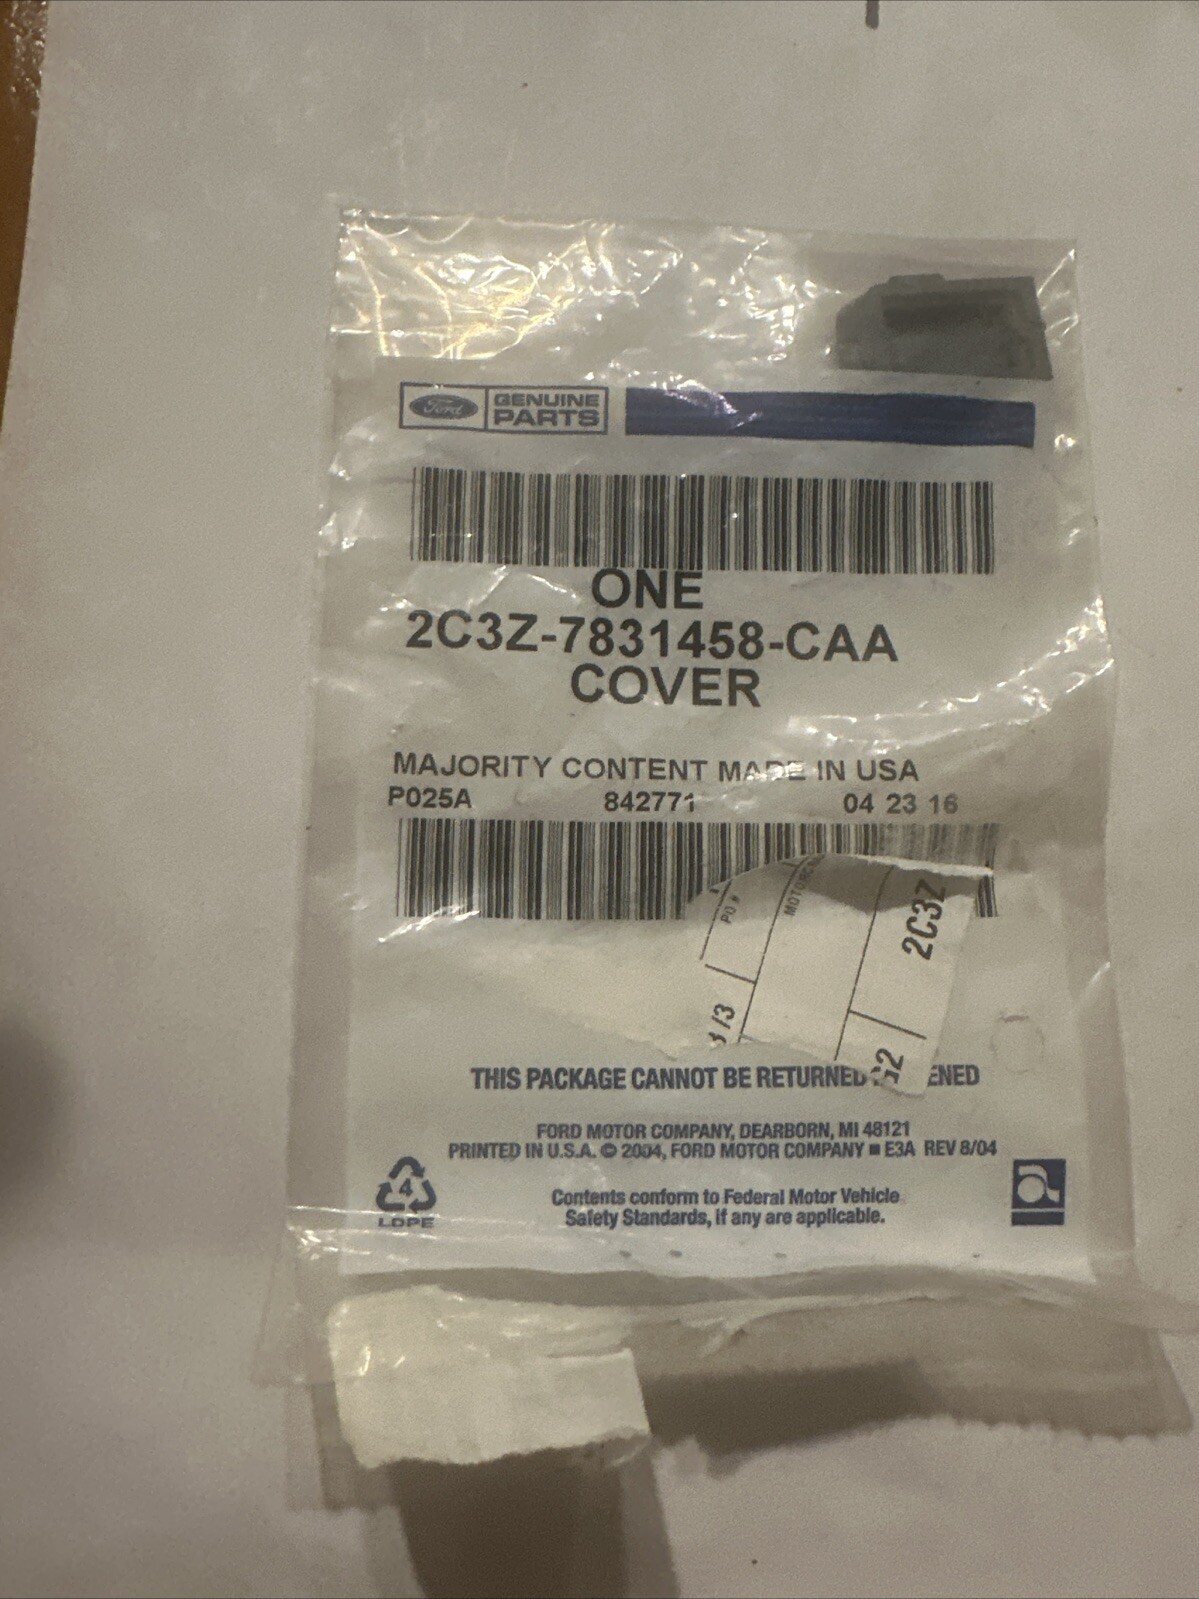 Ford GENUINE PARTS
ONE
2C3Z-7831458-CAA
COVER
MAJORITY CONTENT MADE IN USA
P025A 842771 04 23 16
PO #
2C3Z
THIS PACKAGE CANNOT BE RETURNED
FORD MOTOR COMPANY, DEARBORN, MI 48121
PRINTED IN U.S.A. © 2004, FORD MOTOR COMPANY ■ E3A REV 8/04
4
LDPE
Contents conform to Federal Motor Vehicle
Safety Standards, if any are applicable.